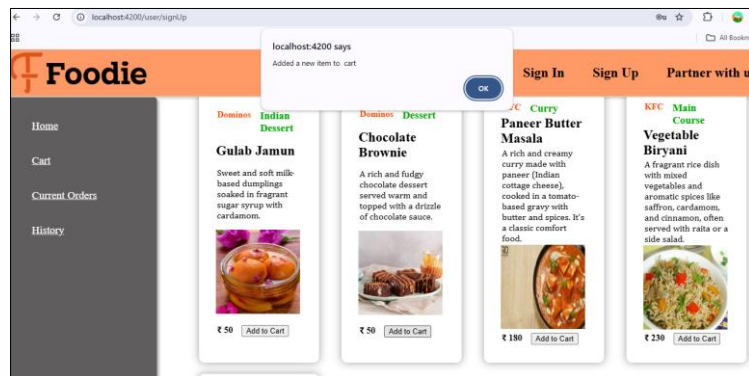 localhost:4200/user/signUp
All Bookm
localhost:4200 says
Added a new item to cart
OK
Foodie
Sign In
Sign Up
Partner with u
Home
Cart
Current Orders
History
Dominos
Indian
Dessert
Gulab Jamun
Sweet and soft milk-
based dumplings
soaked in fragrant
sugar syrup with
cardamom.
₹ 50
Add to Cart
Dominos
Dessert
Chocolate
Brownie
A rich and fudgy
chocolate dessert
served warm and
topped with a drizzle
of chocolate sauce.
₹ 50
Add to Cart
FC
Curry
Paneer Butter
Masala
A rich and creamy
curry made with
paneer (Indian
cottage cheese),
cooked in a tomato-
based gravy with
butter and spices. It's
a classic comfort
food.
₹ 180
Add to Cart
KFC
Main
Course
Vegetable
Biryani
A fragrant rice dish
with mixed
vegetables and
aromatic spices like
saffron, cardamom,
and cinnamon, often
served with raita or a
side salad.
₹ 230
Add to Cart